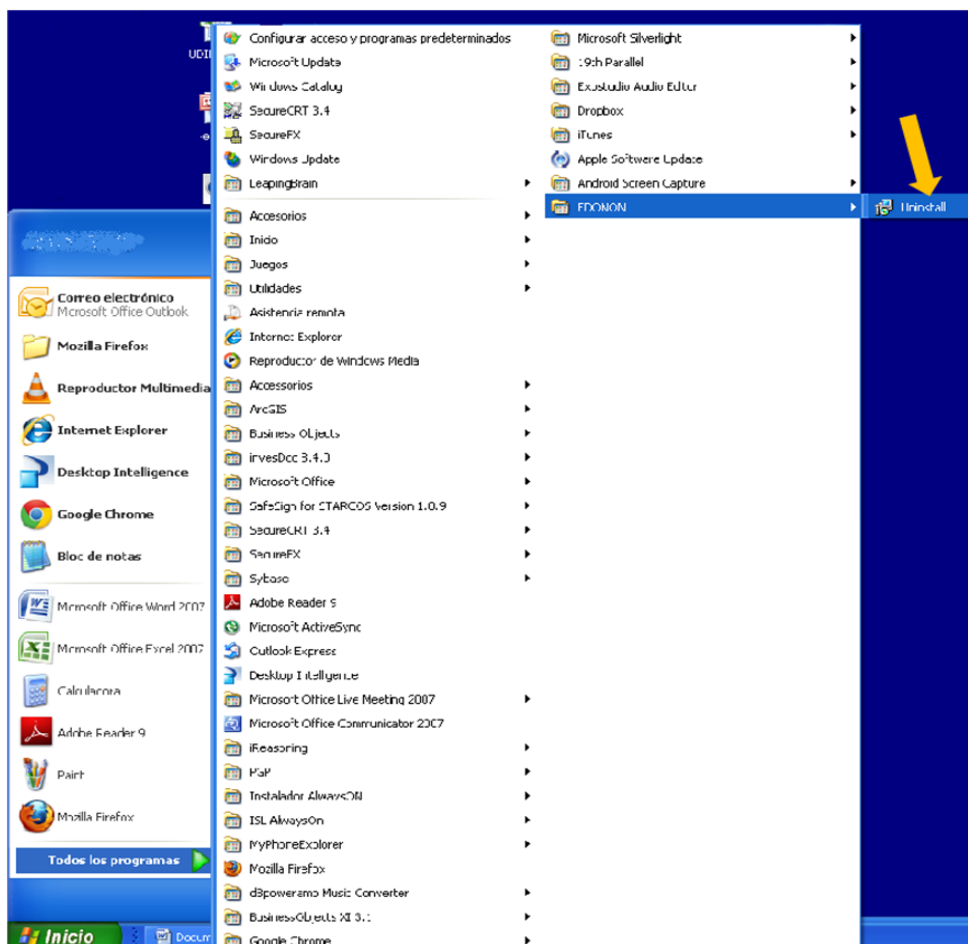 Configurar acceso y programas predeterminados
Microsoft Update
Windows Catalog
SecureCRT 3.4
SecureFX
Windows Update
LeapingBrain
Accesorios
Inicio
Juegos
Utilidades
Asistencia remota
Internet Explorer
Reproductor de Windows Media
Accessorios
ArcGIS
Business Objects
invesDoc 3.4.0
Microsoft Office
SafeSign for STARCOS Version 1.0.9
SecureCRT 3.4
SecureFX
Sybase
Adobe Reader 9
Microsoft ActiveSync
Outlook Express
Desktop Intelligence
Microsoft Office Live Meeting 2007
Microsoft Office Communicator 2007
iReasoning
PGP
Instalador AlwaysON
ISL AlwaysOn
MyPhoneExplorer
Mozilla Firefox
dBpoweramp Music Converter
BusinessObjects XI 3.1
Google Chrome
Microsoft Silverlight
19th Parallel
Expstudio Audio Editor
Dropbox
iTunes
Apple Software Update
Android Screen Capture
EDONON
Uninstall
Correo electrónico
Microsoft Office Outlook
Mozilla Firefox
Reproductor Multimedia
Internet Explorer
Desktop Intelligence
Google Chrome
Bloc de notas
Microsoft Office Word 2007
Microsoft Office Excel 2007
Calculadora
Adobe Reader 9
Paint
Mozilla Firefox
Todos los programas
Inicio
Docum